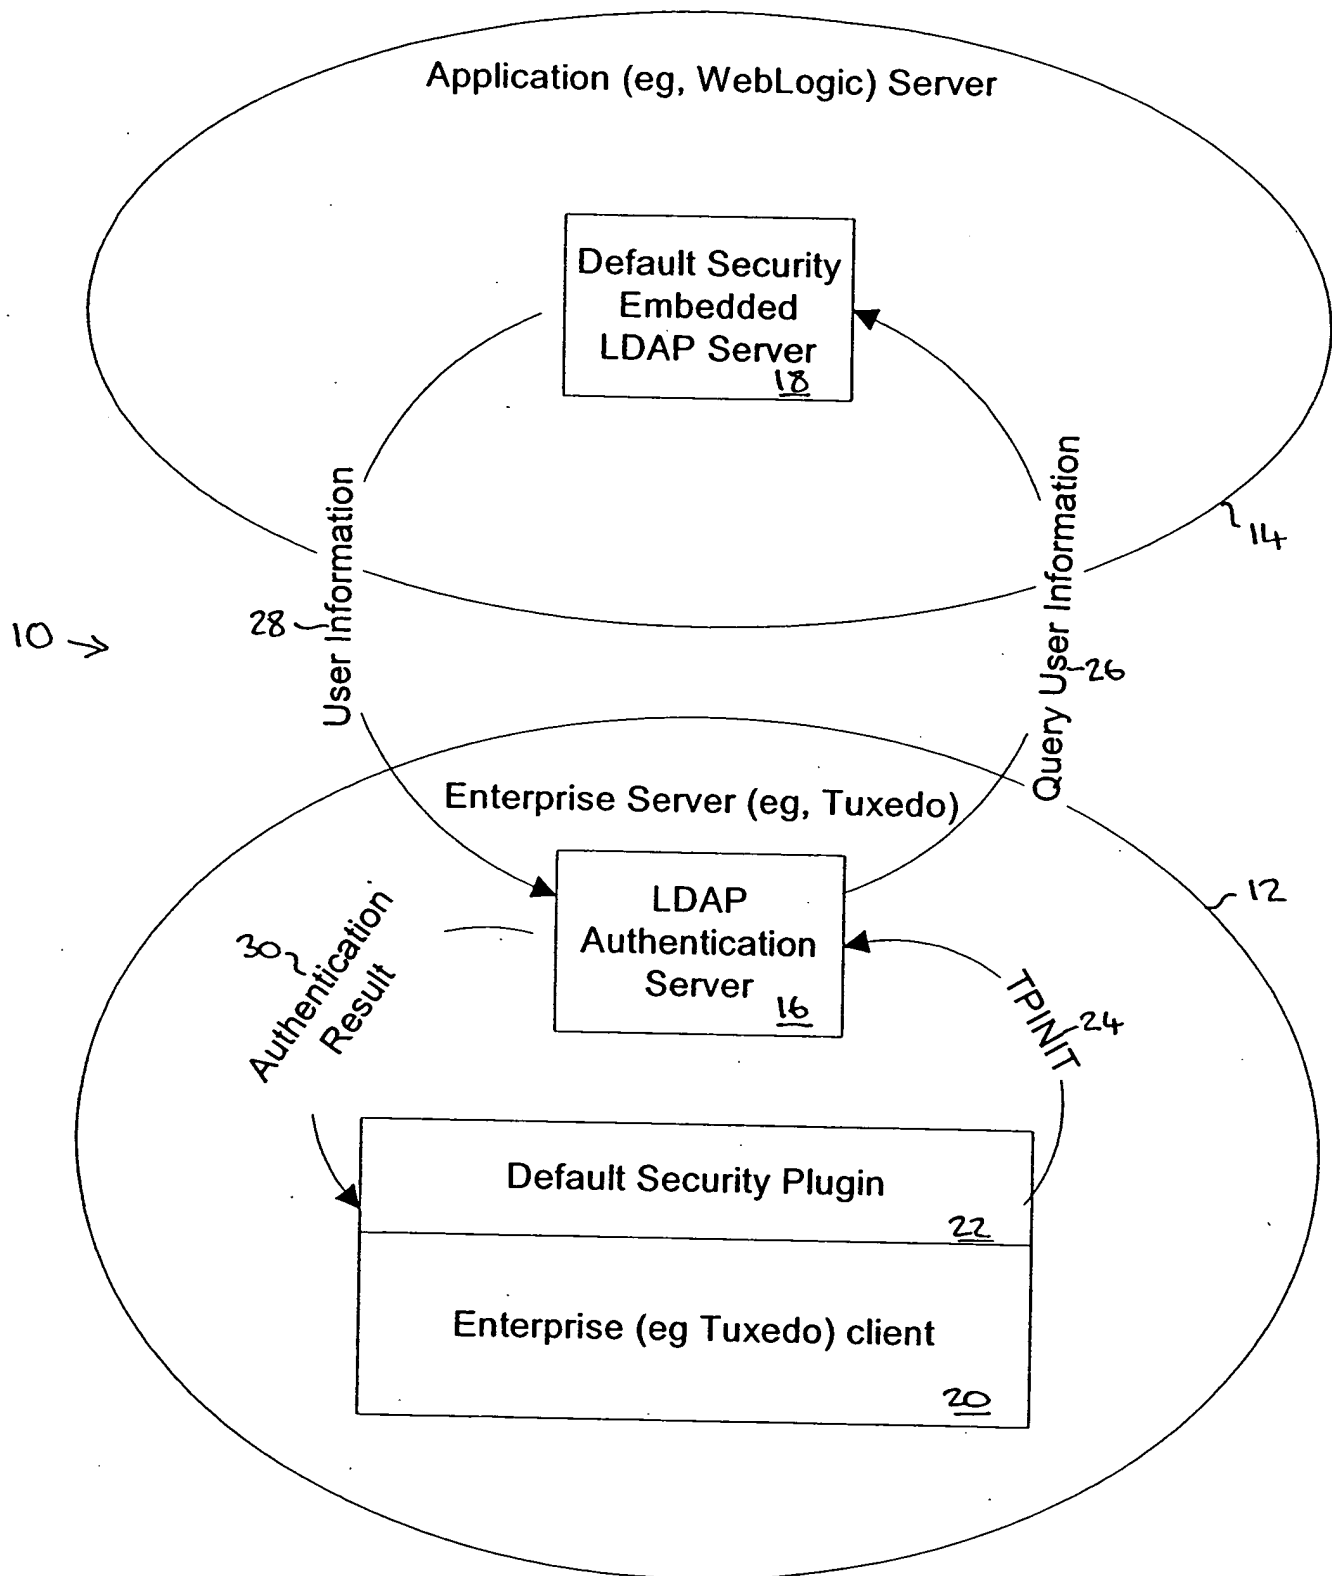 Application (eg, WebLogic) Server
Default Security
Embedded
LDAP Server
18
User Information
28
Query User Information
26
14
10
Enterprise Server (eg, Tuxedo)
12
LDAP
Authentication
Server
16
30
Authentication
Result
TPINIT
24
Default Security Plugin
22
Enterprise (eg Tuxedo) client
20